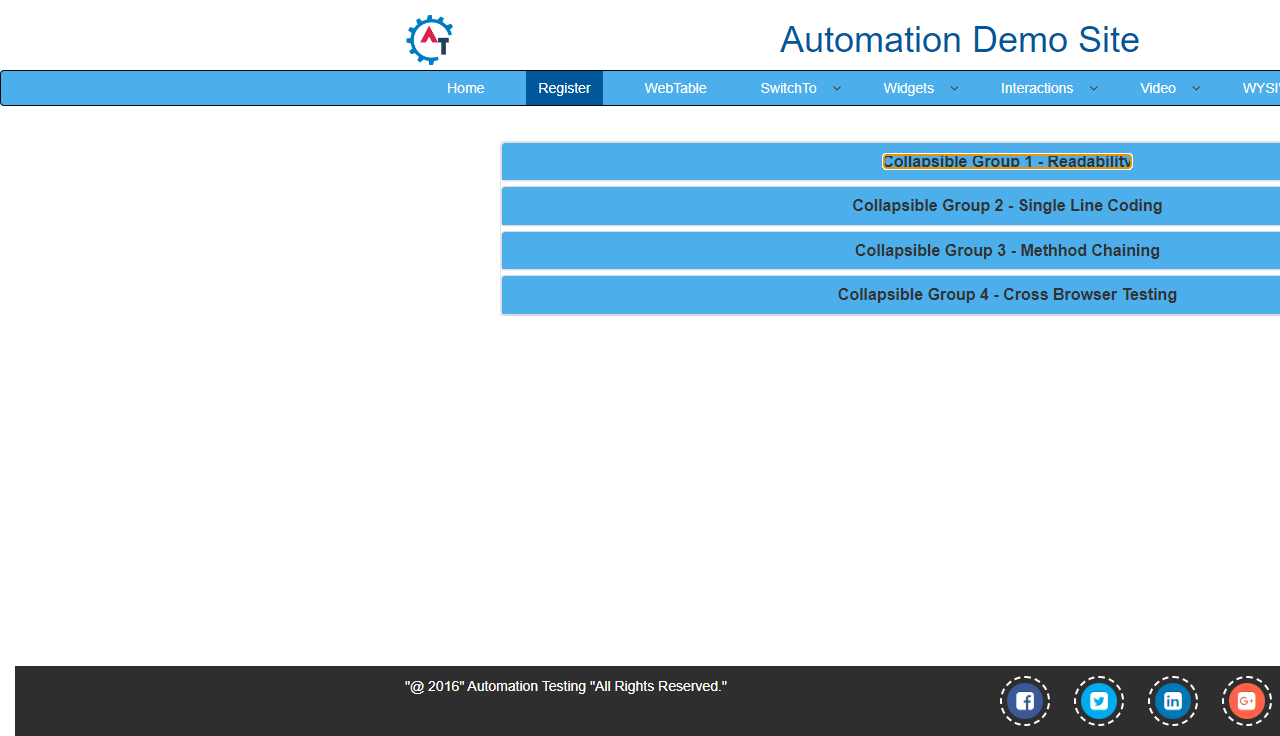 AT
Automation Demo Site
Home Register WebTable SwitchTo Widgets Interactions Video
Collapsible Group 1 - Readability
Collapsible Group 2 - Single Line Coding
Collapsible Group 3 - Methhod Chaining
Collapsible Group 4 - Cross Browser Testing
"@ 2016" Automation Testing "All Rights Reserved."